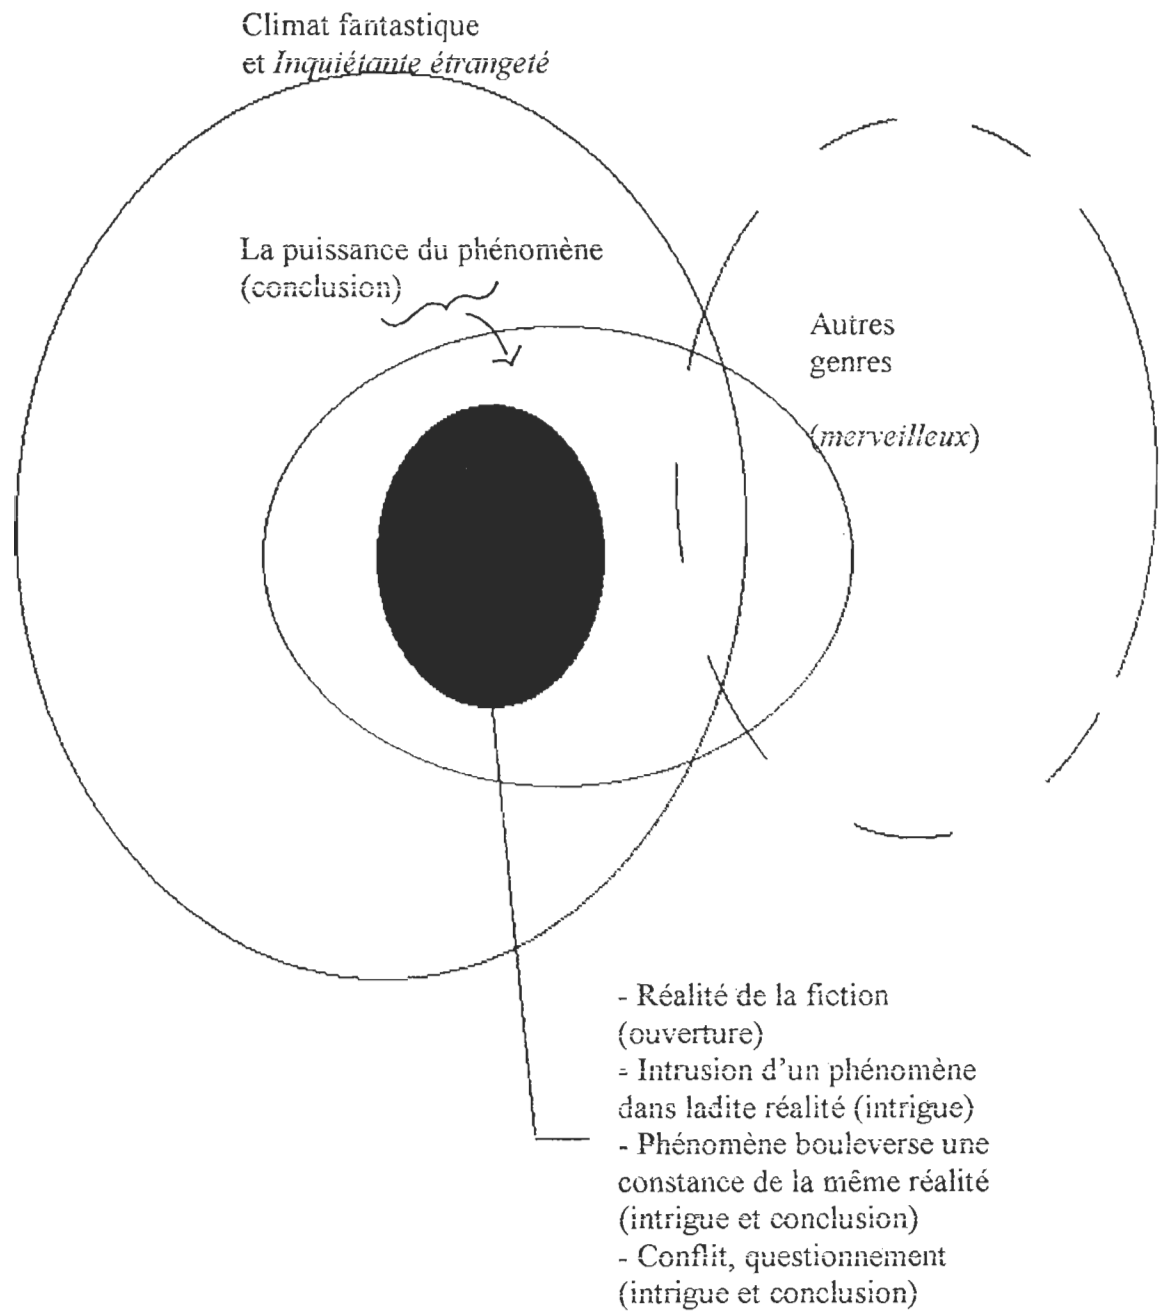 Climat fantastique
et Inquiétante étrangeté
La puissance du phénomène
(conclusion)
Autres
genres
(merveilleux)
- Réalité de la fiction
(ouverture)
- Intrusion d'un phénomène
dans ladite réalité (intrigue)
- Phénomène bouleverse une
constance de la même réalité
(intrigue et conclusion)
- Conflit, questionnement
(intrigue et conclusion)